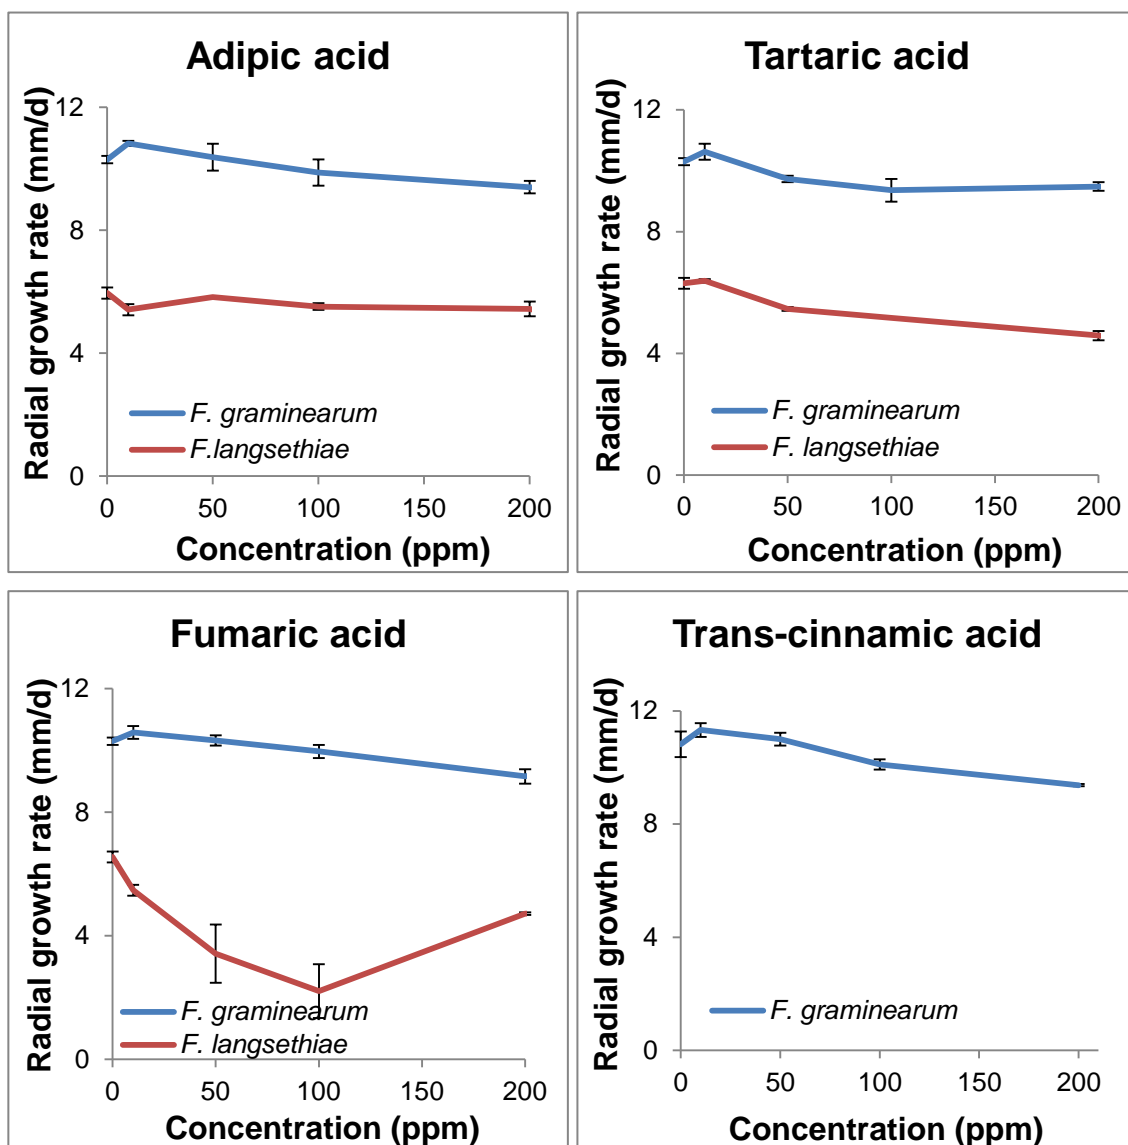 Adipic acid
Radial growth rate (mm/d)
12
8
4
0
F. graminearum
F.langsethiae
0 50 100 150 200
Concentration (ppm)
Tartaric acid
Radial growth rate (mm/d)
12
8
4
0
F. graminearum
F. langsethiae
0 50 100 150 200
Concentration (ppm)
Fumaric acid
Radial growth rate (mm/d)
12
8
4
0
F. graminearum
F. langsethiae
0 50 100 150 200
Concentration (ppm)
Trans-cinnamic acid
Radial growth rate (mm/d)
12
8
4
0
F. graminearum
0 50 100 150 200
Concentration (ppm)